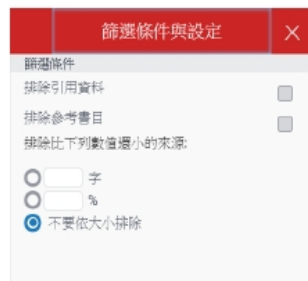 篩選條件與設定
篩選條件
排除引用資料
排除參考書目
排除比下列數值還小的來源:
字
%
不要依大小排除